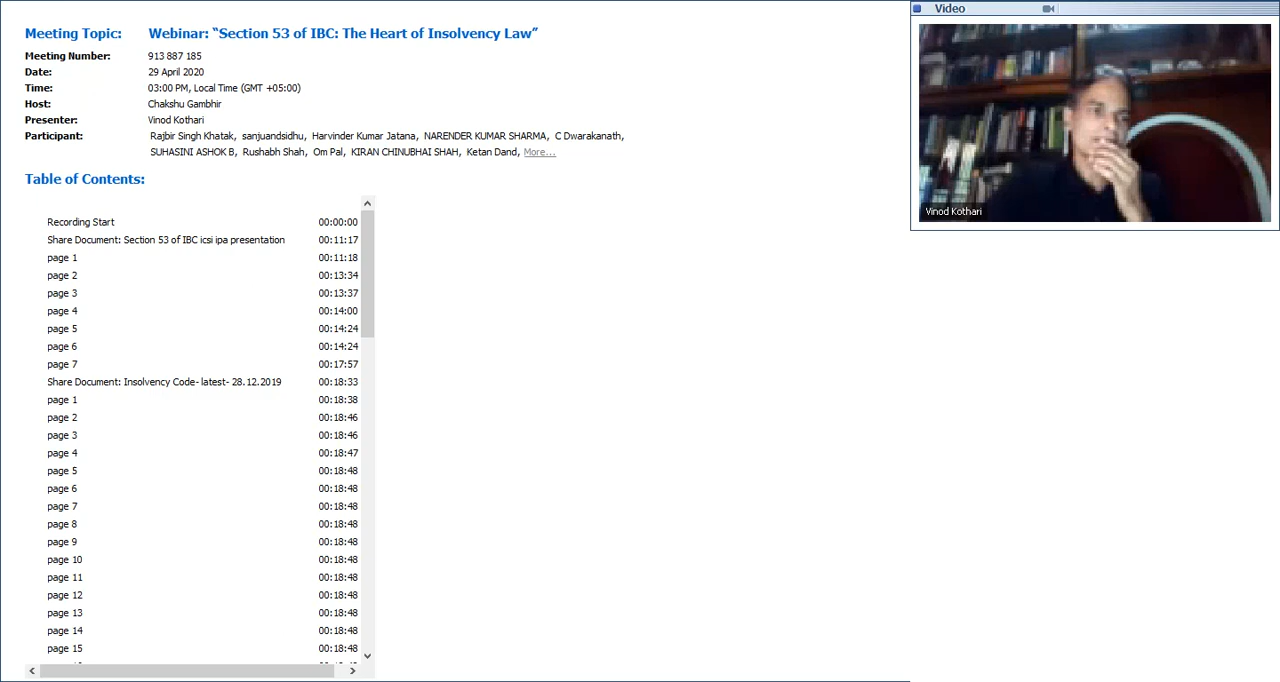 Meeting Topic: Webinar: “Section 53 of IBC: The Heart of Insolvency Law”
Meeting Number: 913 887 185
Date: 29 April 2020
Time: 03:00 PM, Local Time (GMT +05:00)
Host: Chakshu Gambhir
Presenter: Vinod Kothari
Participant: Rajbir Singh Khatak, sanjuandsidhu, Harvinder Kumar Jatana, NARENDER KUMAR SHARMA, C Dwarakanath,
SUHASINI ASHOK B, Rushabh Shah, Om Pal, KIRAN CHINUBHAI SHAH, Ketan Dand, More...
Table of Contents:
Recording Start 00:00:00
Share Document: Section 53 of IBC icsi ipa presentation 00:11:17
page 1 00:11:18
page 2 00:13:34
page 3 00:13:37
page 4 00:14:00
page 5 00:14:24
page 6 00:14:24
page 7 00:17:57
Share Document: Insolvency Code- latest- 28.12.2019 00:18:33
page 1 00:18:38
page 2 00:18:46
page 3 00:18:46
page 4 00:18:47
page 5 00:18:48
page 6 00:18:48
page 7 00:18:48
page 8 00:18:48
page 9 00:18:48
page 10 00:18:48
page 11 00:18:48
page 12 00:18:48
page 13 00:18:48
page 14 00:18:48
page 15 00:18:48
Video
Vinod Kothari